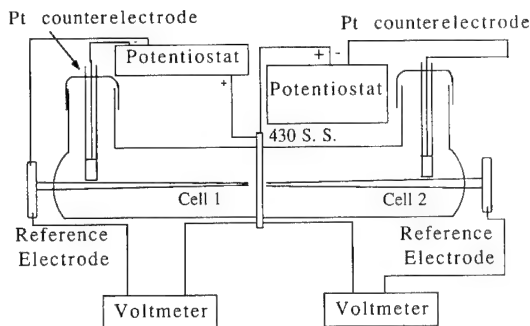 Pt counterelectrode
Pt counterelectrode
-
Potentiostat
+
+ -
Potentiostat
430 S. S.
Cell 1
Cell 2
Reference
Electrode
Reference
Electrode
Voltmeter
Voltmeter